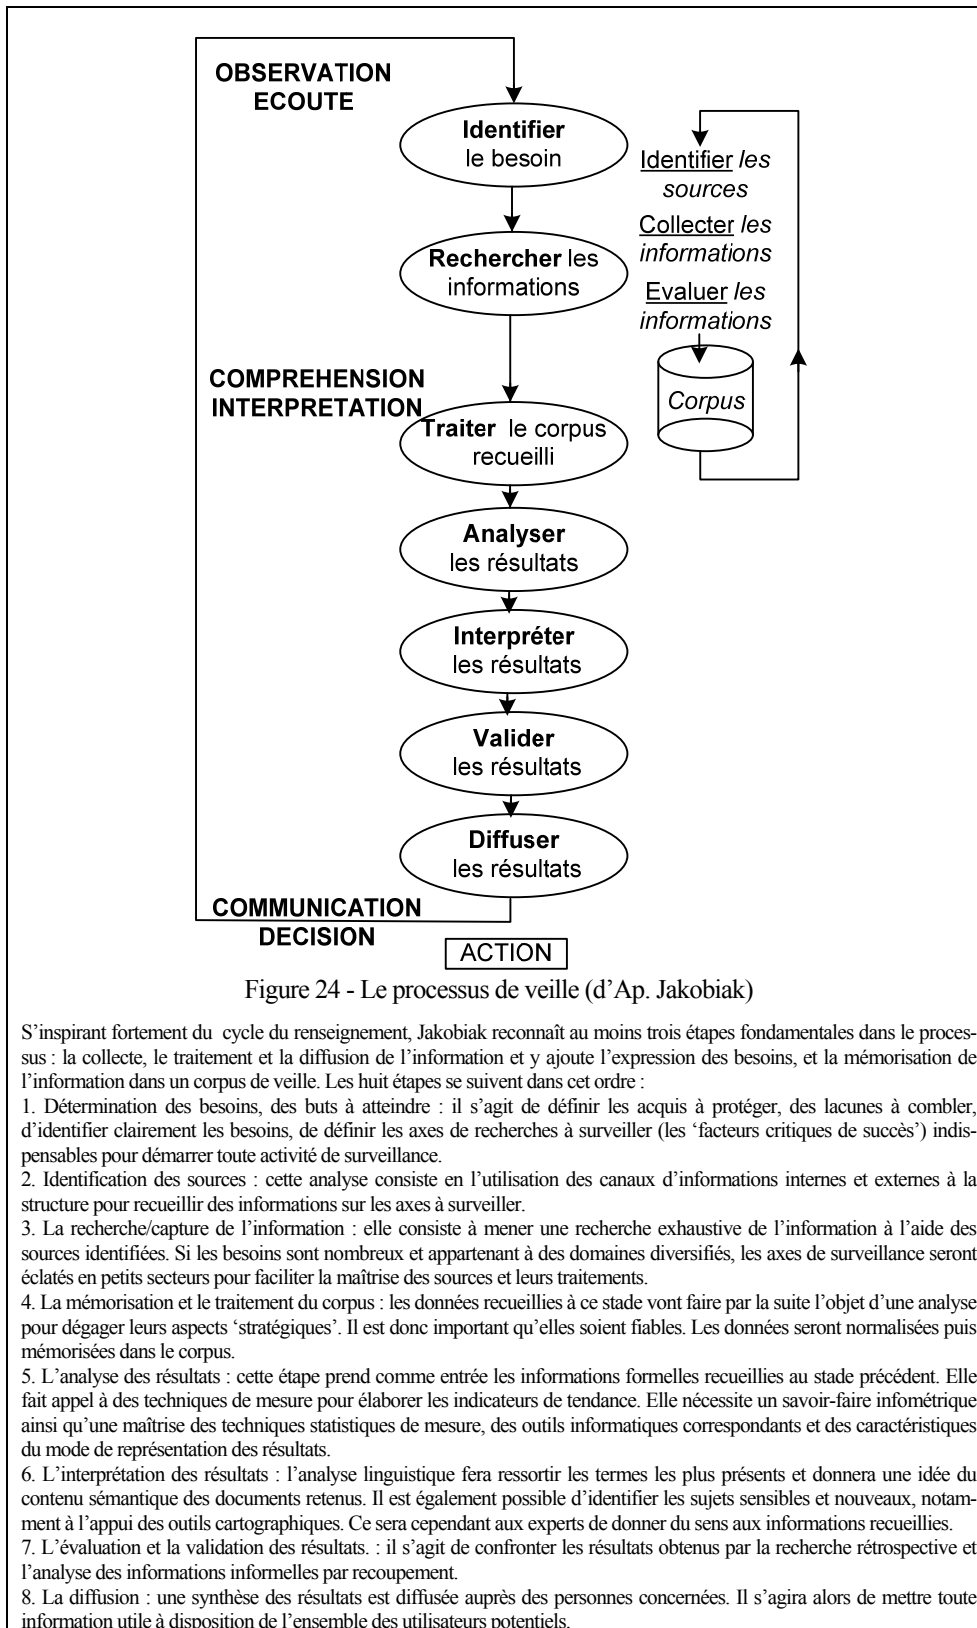 OBSERVATION
ECOUTE
Identifier
le besoin
Identifier les
sources
Collecter les
informations
Rechercher les
informations
Evaluer les
informations
COMPREHENSION
INTERPRETATION
Corpus
Traiter le corpus
recueilli
Analyser
les résultats
Interpréter
les résultats
Valider
les résultats
Diffuser
les résultats
COMMUNICATION
DECISION
ACTION
Figure 24 - Le processus de veille (d’Ap. Jakobiak)
S’inspirant fortement du cycle du renseignement, Jakobiak reconnaît au moins trois étapes fondamentales dans le proces-
sus : la collecte, le traitement et la diffusion de l’information et y ajoute l’expression des besoins, et la mémorisation de
l’information dans un corpus de veille. Les huit étapes se suivent dans cet ordre :
1. Détermination des besoins, des buts à atteindre : il s’agit de définir les acquis à protéger, des lacunes à combler,
d’identifier clairement les besoins, de définir les axes de recherches à surveiller (les ‘facteurs critiques de succès’) indis-
pensables pour démarrer toute activité de surveillance.
2. Identification des sources : cette analyse consiste en l’utilisation des canaux d’informations internes et externes à la
structure pour recueillir des informations sur les axes à surveiller.
3. La recherche/capture de l’information : elle consiste à mener une recherche exhaustive de l’information à l’aide des
sources identifiées. Si les besoins sont nombreux et appartenant à des domaines diversifiés, les axes de surveillance seront
éclatés en petits secteurs pour faciliter la maîtrise des sources et leurs traitements.
4. La mémorisation et le traitement du corpus : les données recueillies à ce stade vont faire par la suite l’objet d’une analyse
pour dégager leurs aspects ‘stratégiques’. Il est donc important qu’elles soient fiables. Les données seront normalisées puis
mémorisées dans le corpus.
5. L’analyse des résultats : cette étape prend comme entrée les informations formelles recueillies au stade précédent. Elle
fait appel à des techniques de mesure pour élaborer les indicateurs de tendance. Elle nécessite un savoir-faire infométrique
ainsi qu’une maîtrise des techniques statistiques de mesure, des outils informatiques correspondants et des caractéristiques
du mode de représentation des résultats.
6. L’interprétation des résultats : l’analyse linguistique fera ressortir les termes les plus présents et donnera une idée du
contenu sémantique des documents retenus. Il est également possible d’identifier les sujets sensibles et nouveaux, notam-
ment à l’appui des outils cartographiques. Ce sera cependant aux experts de donner du sens aux informations recueillies.
7. L’évaluation et la validation des résultats. : il s’agit de confronter les résultats obtenus par la recherche rétrospective et
l’analyse des informations informelles par recoupement.
8. La diffusion : une synthèse des résultats est diffusée auprès des personnes concernées. Il s’agira alors de mettre toute
information utile à disposition de l’ensemble des utilisateurs potentiels.